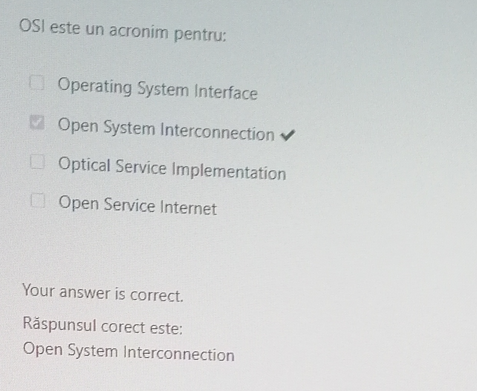 OSI este un acronim pentru:
Operating System Interface
Open System Interconnection
Optical Service Implementation
Open Service Internet
Your answer is correct.
Răspunsul corect este:
Open System Interconnection